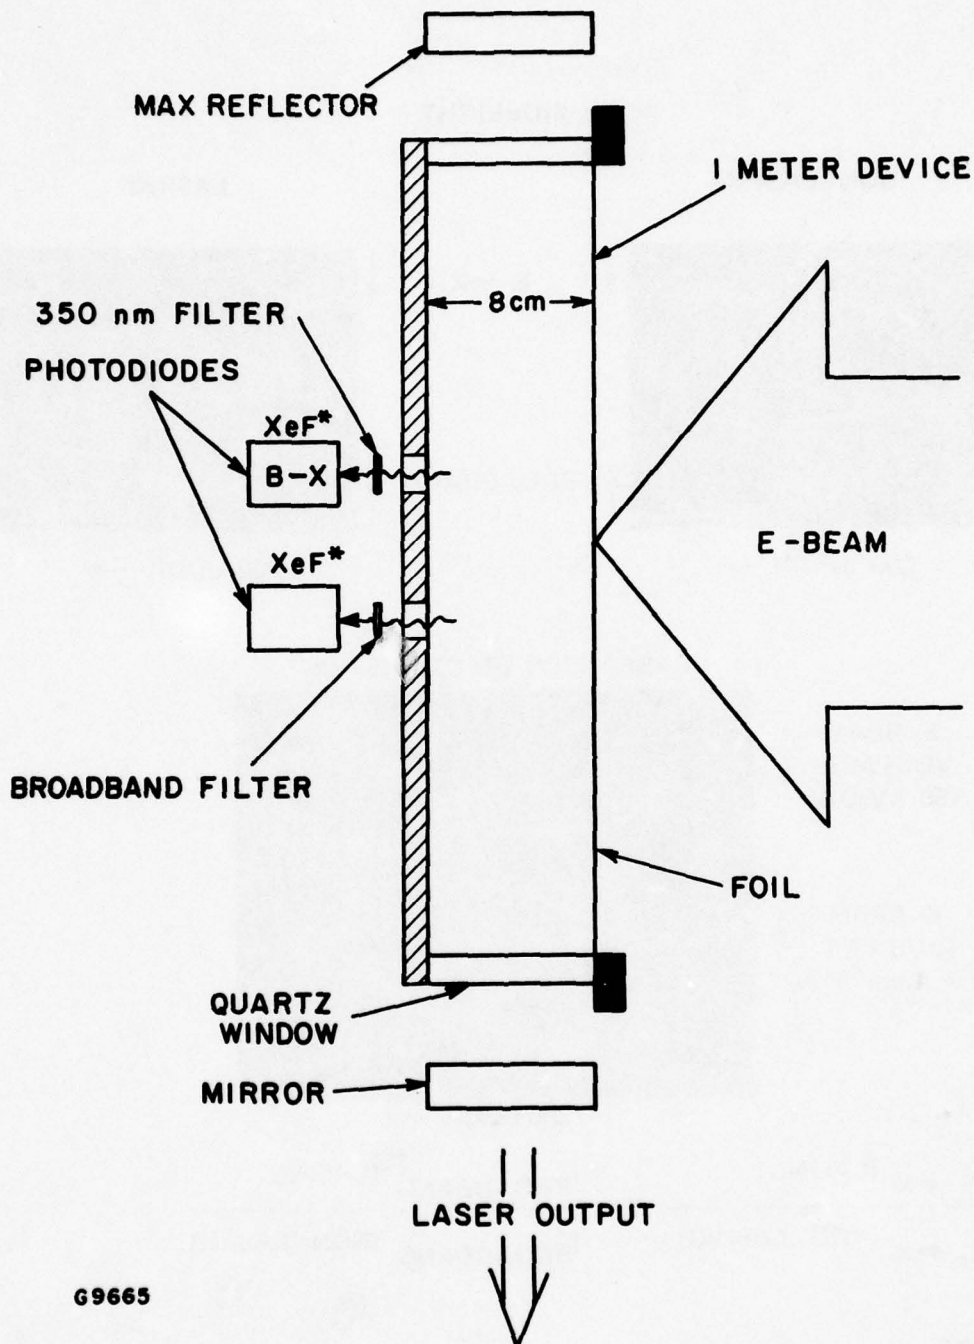 MAX REFLECTOR
I METER DEVICE
8cm
350 nm FILTER
PHOTODIODES
XeF*
B-X
E-BEAM
XeF*
BROADBAND FILTER
FOIL
QUARTZ
WINDOW
MIRROR
LASER OUTPUT
G9665